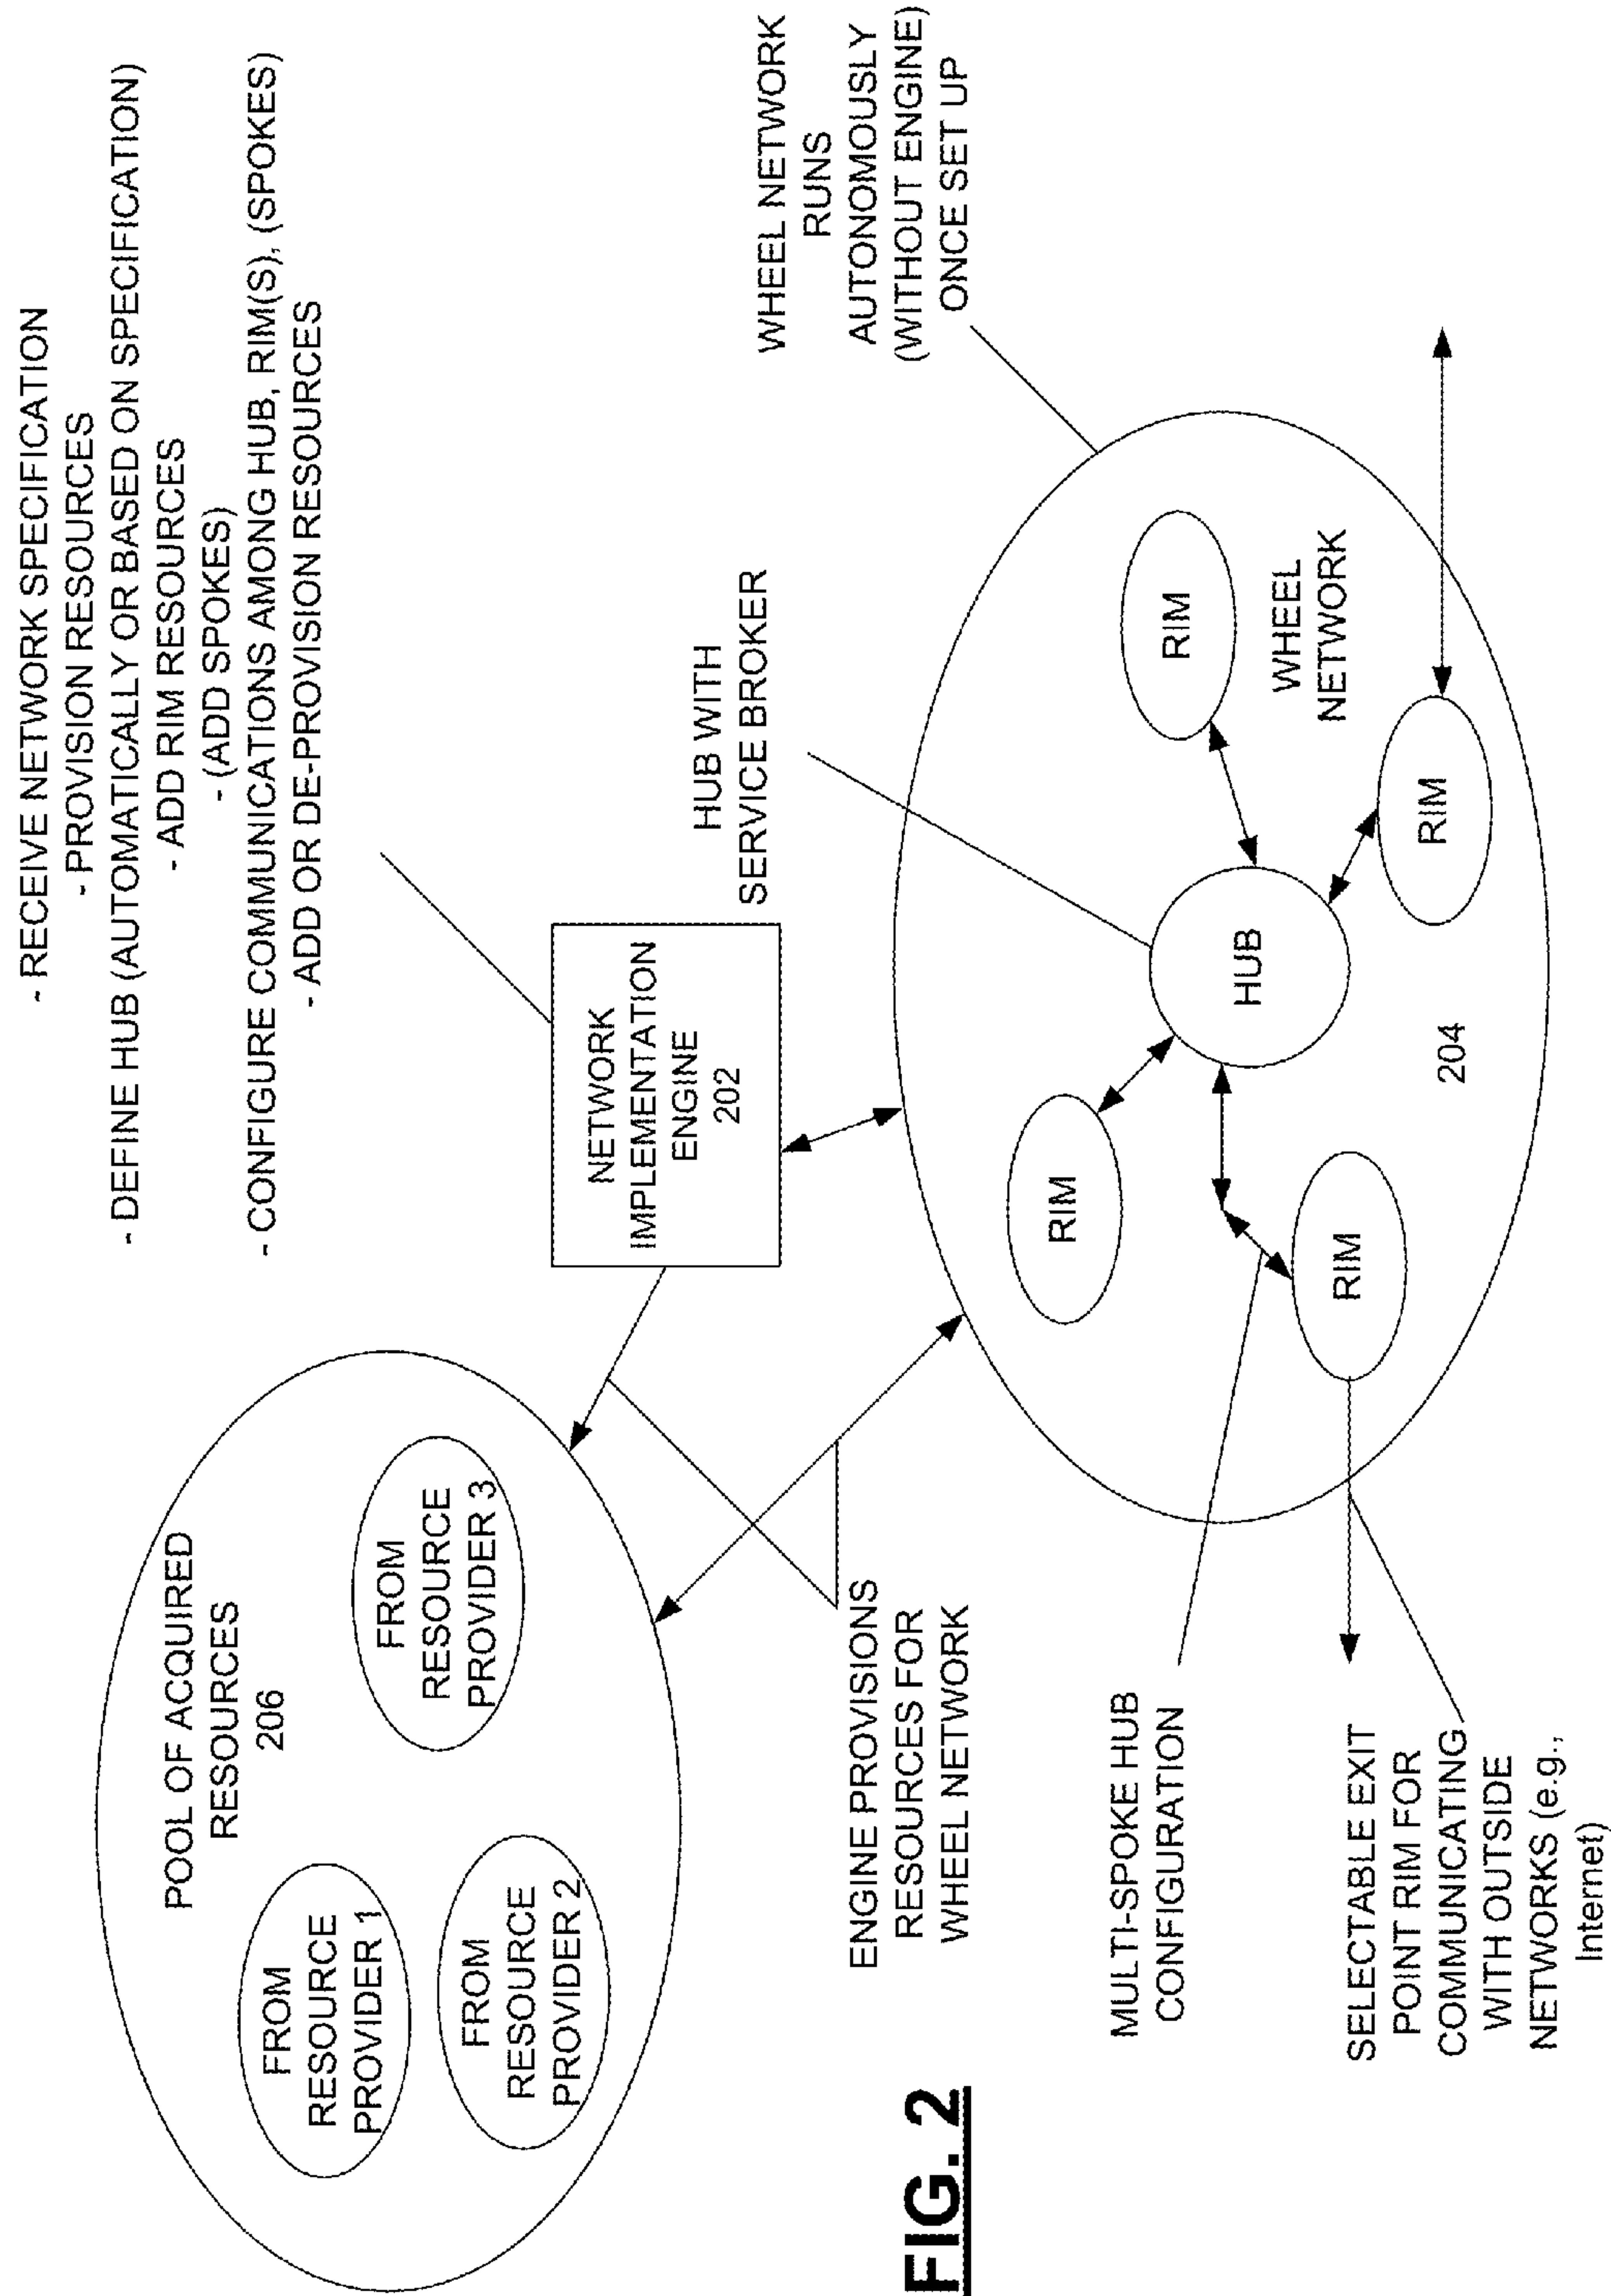 - RECEIVE NETWORK SPECIFICATION
- PROVISION RESOURCES
- DEFINE HUB (AUTOMATICALLY OR BASED ON SPECIFICATION)
- ADD RIM RESOURCES
- (ADD SPOKES)
- CONFIGURE COMMUNICATIONS AMONG HUB, RIM(S), (SPOKES)
- ADD OR DE-PROVISION RESOURCES
POOL OF ACQUIRED
RESOURCES
206
FROM
RESOURCE
PROVIDER 1
FROM
RESOURCE
PROVIDER 2
FROM
RESOURCE
PROVIDER 3
NETWORK
IMPLEMENTATION
ENGINE
202
HUB WITH
SERVICE BROKER
WHEEL NETWORK
RUNS
AUTONOMOUSLY
(WITHOUT ENGINE)
ONCE SET UP
ENGINE PROVISIONS
RESOURCES FOR
WHEEL NETWORK
RIM
RIM
HUB
RIM
RIM
WHEEL
NETWORK
204
MULTI-SPOKE HUB
CONFIGURATION
SELECTABLE EXIT
POINT RIM FOR
COMMUNICATING
WITH OUTSIDE
NETWORKS (e.g.,
Internet)
FIG. 2